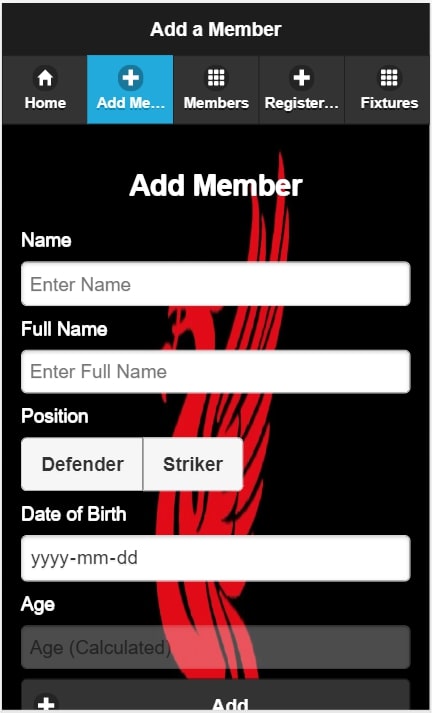 Add a Member
Home
Add Me...
Members
Register...
Fixtures
Add Member
Name
Enter Name
Full Name
Enter Full Name
Position
Defender Striker
Date of Birth
yyyy-mm-dd
Age
Age (Calculated)
Add